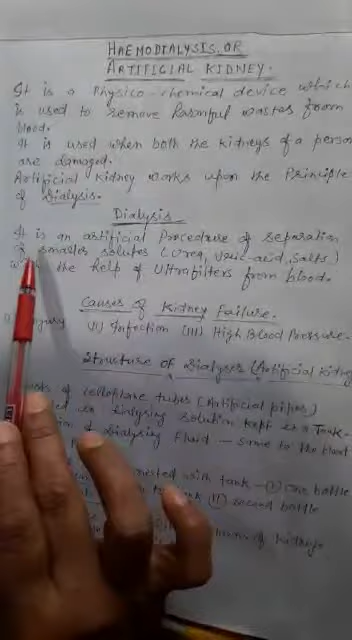 HAEMODIALYSIS OR
ARTIFICIAL KIDNEY.
It is a Physico-chemical device which
is used to remove harmful wastes from
blood.
It is used when both the kidneys of a person
are damaged.
Artificial Kidney works upon the Principle
of Dialysis.
Dialysis
It is an artificial Procedure of separation
of smaller solutes (Urea, Uric-acid, Salts)
the help of Ultrafilters from blood.
Causes of Kidney Failure.
Injury (II) Infection (III) High Blood Pressure.
Structure of Dialyser (Artificial Kidney
of cellophane tubes (Artificial pipes)
in Dialysing solution kept in a Tank
of Dialysing Fluid - same to the blood
with tank - (I) one bottle
(II) second bottle
of Kidneys